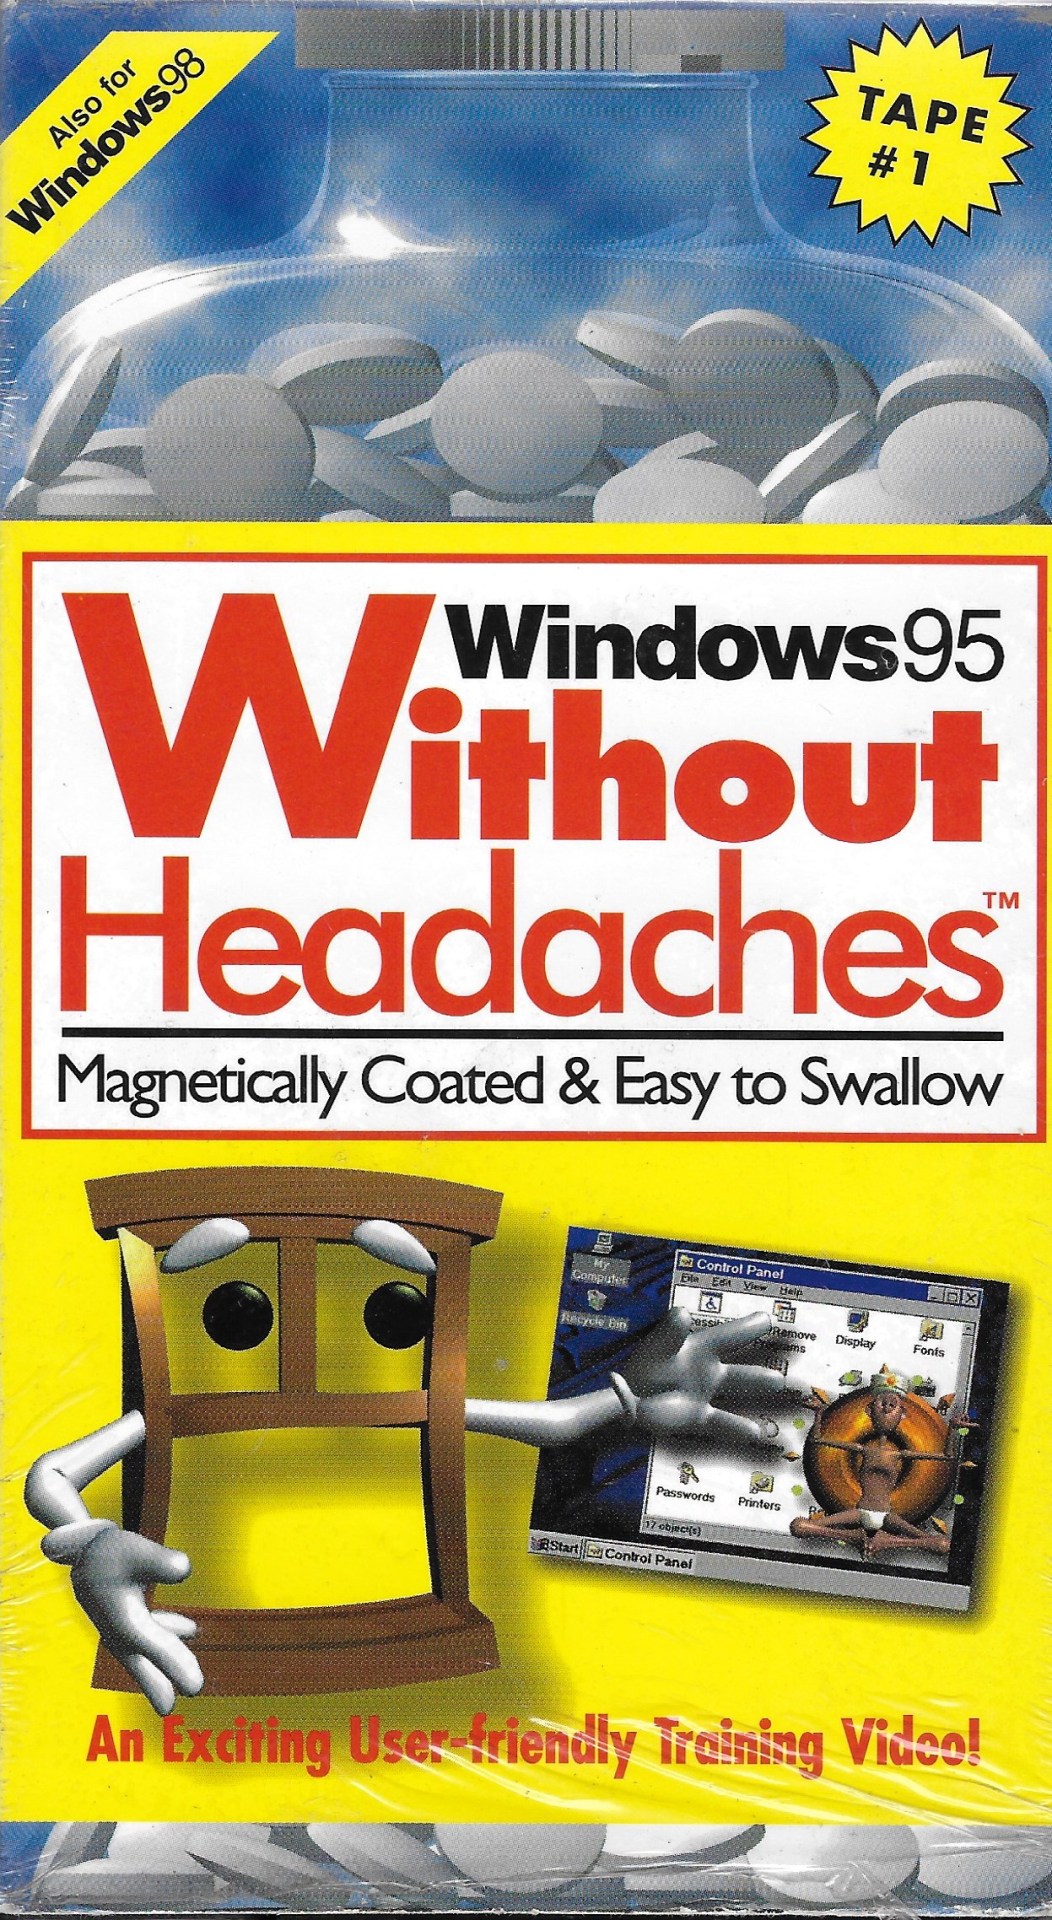 Also for
Windows98
TAPE
#1
Windows95
Without
Headaches™
Magnetically Coated & Easy to Swallow
My
Computer
Recycle Bin
Control Panel
File Edit View Help
Display
Fonts
Passwords
Printers
17 object(s)
Start
Control Panel
An Exciting User-friendly Training Video!